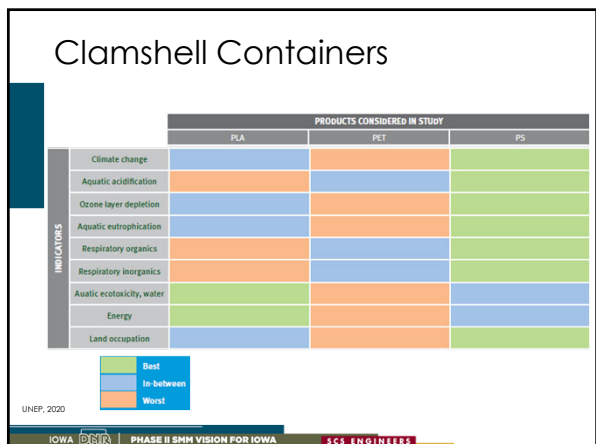 Clamshell Containers
PRODUCTS CONSIDERED IN STUDY
PLA PET PS
INDICATORS
Climate change
Aquatic acidification
Ozone layer depletion
Aquatic eutrophication
Respiratory organics
Respiratory inorganics
Auatic ecotoxicity, water
Energy
Land occupation
Best
In-between
Worst
UNEP, 2020
IOWA DNR PHASE II SMM VISION FOR IOWA SCS ENGINEERS